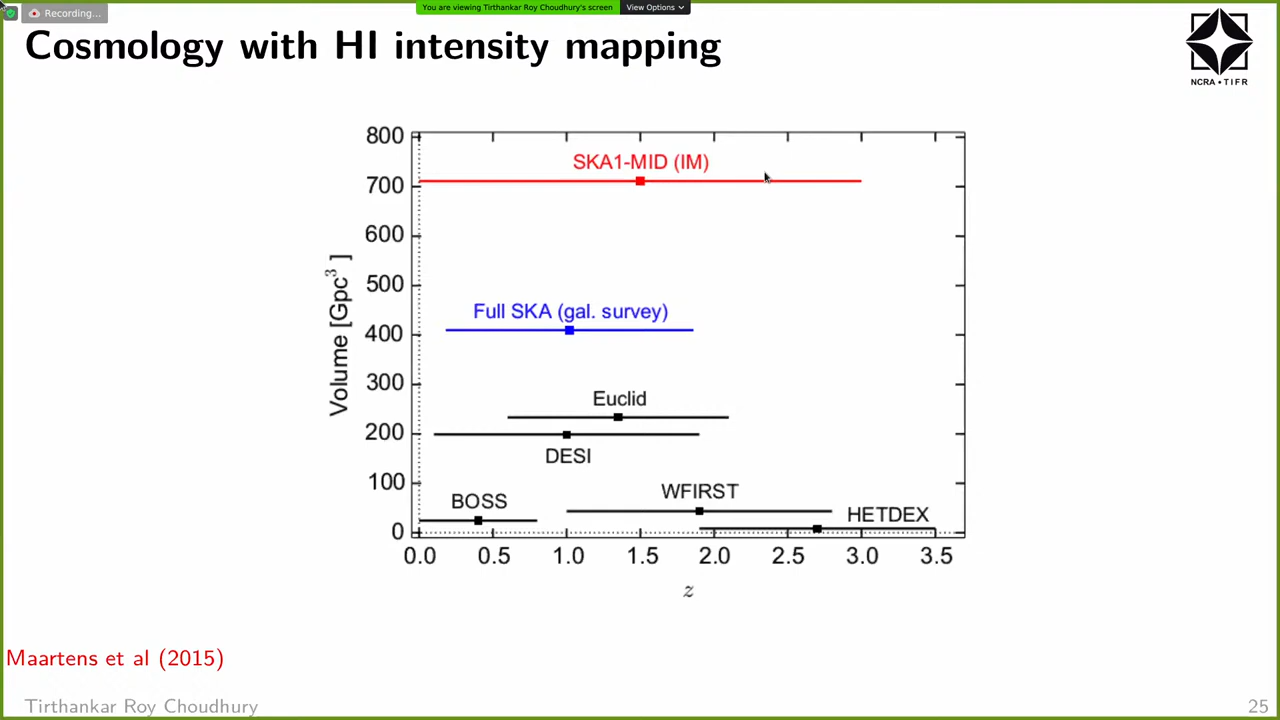 Recording...
You are viewing Tirthankar Roy Choudhury's screen
View Options
Cosmology with HI intensity mapping
NCRA • TIFR
800
700
600
500
400
300
200
100
0
Volume [Gpc³]
SKA1-MID (IM)
Full SKA (gal. survey)
Euclid
DESI
BOSS
WFIRST
HETDEX
0.0 0.5 1.0 1.5 2.0 2.5 3.0 3.5
z
Maartens et al (2015)
Tirthankar Roy Choudhury
25